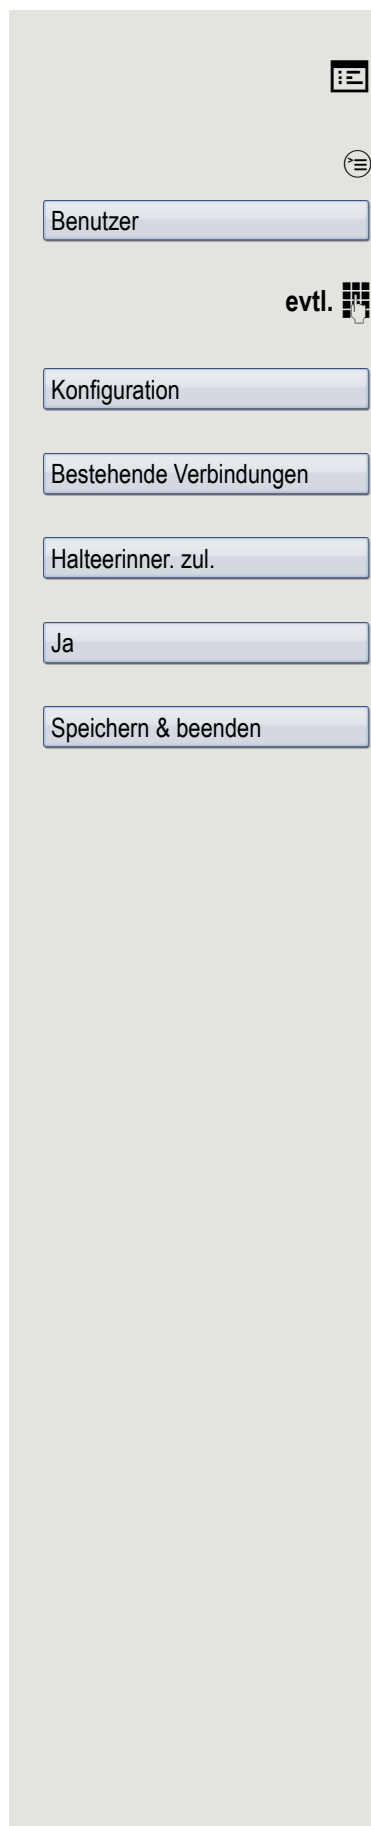 Benutzer
evtl.
Konfiguration
Bestehende Verbindungen
Halteerinner. zul.
Ja
Speichern & beenden